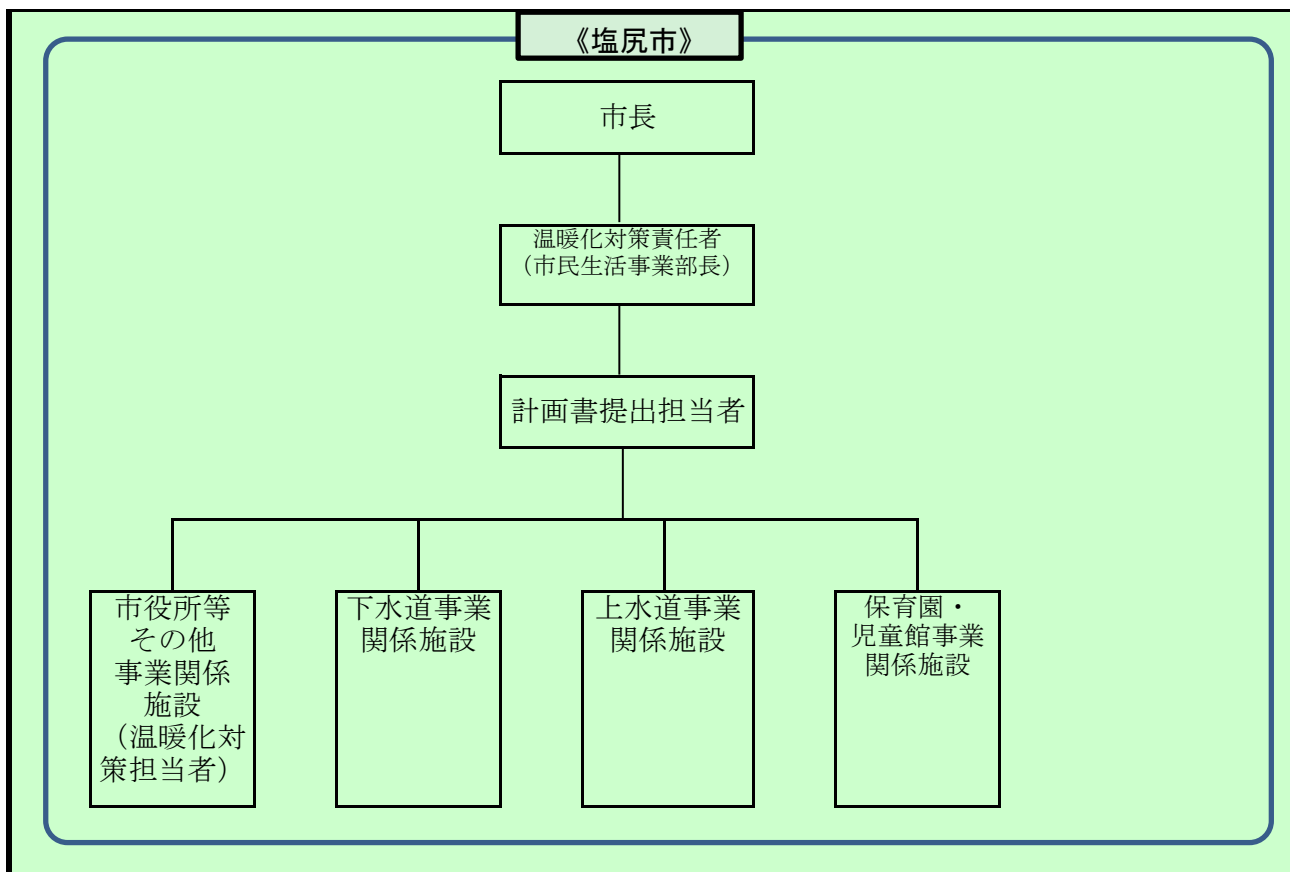 《塩尻市》
市長
温暖化対策責任者
（市民生活事業部長）
計画書提出担当者
市役所等
その他
事業関係
施設
（温暖化対
策担当者）
下水道事業
関係施設
上水道事業
関係施設
保育園・
児童館事業
関係施設